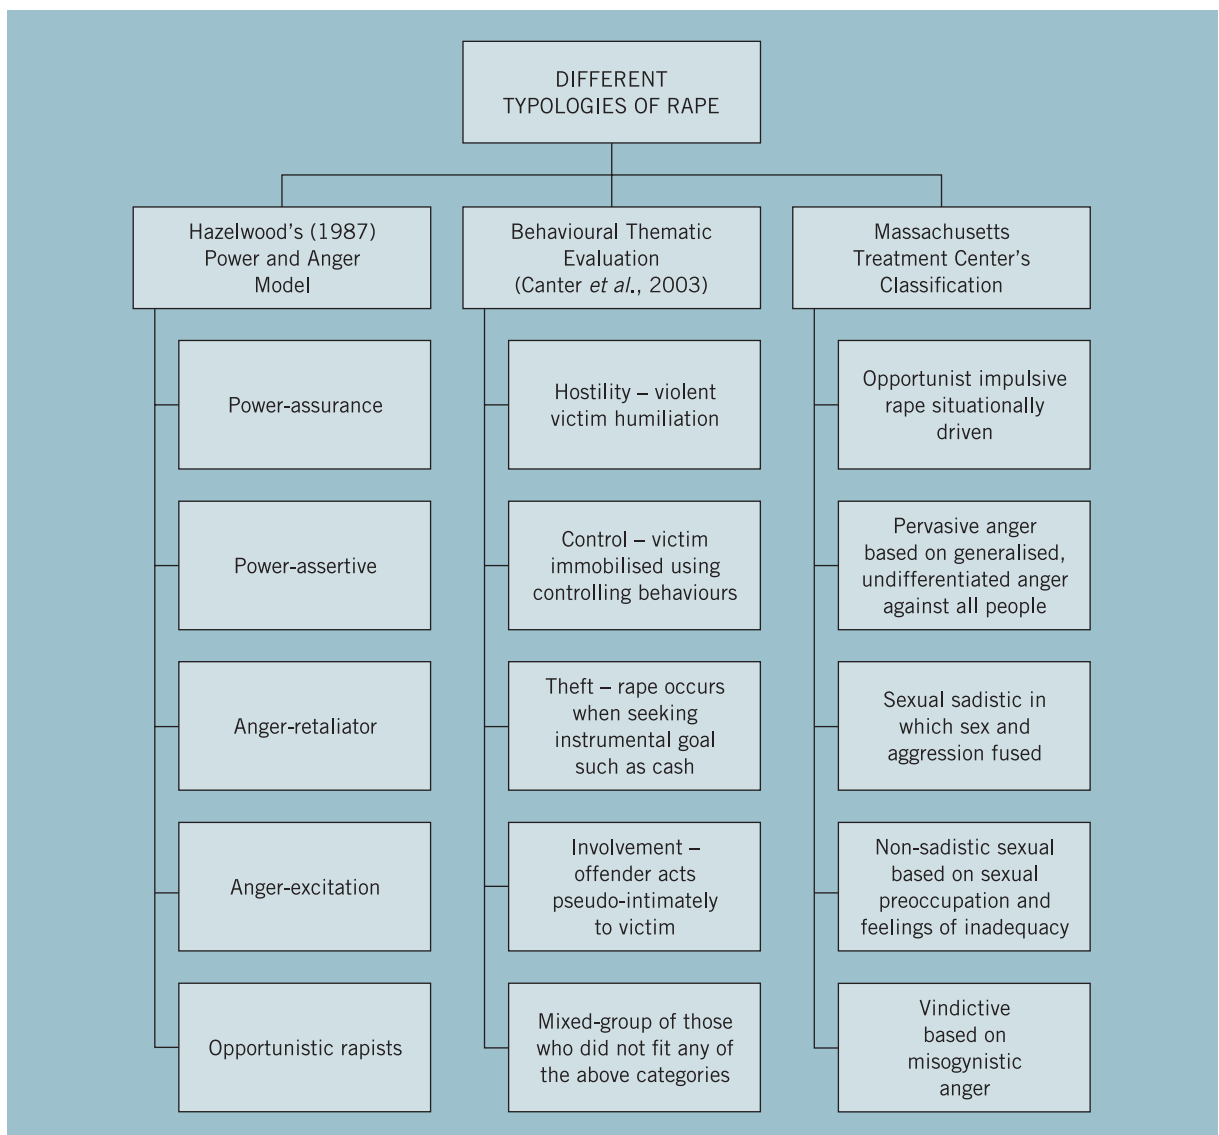 DIFFERENT
TYPOLOGIES OF RAPE
Hazelwood’s (1987)
Power and Anger
Model
Power-assurance
Power-assertive
Anger-retaliator
Anger-excitation
Opportunistic rapists
Behavioural Thematic
Evaluation
(Canter et al., 2003)
Hostility – violent
victim humiliation
Control – victim
immobilised using
controlling behaviours
Theft – rape occurs
when seeking
instrumental goal
such as cash
Involvement –
offender acts
pseudo-intimately
to victim
Mixed-group of those
who did not fit any of
the above categories
Massachusetts
Treatment Center’s
Classification
Opportunist impulsive
rape situationally
driven
Pervasive anger
based on generalised,
undifferentiated anger
against all people
Sexual sadistic in
which sex and
aggression fused
Non-sadistic sexual
based on sexual
preoccupation and
feelings of inadequacy
Vindictive
based on
misogynistic
anger